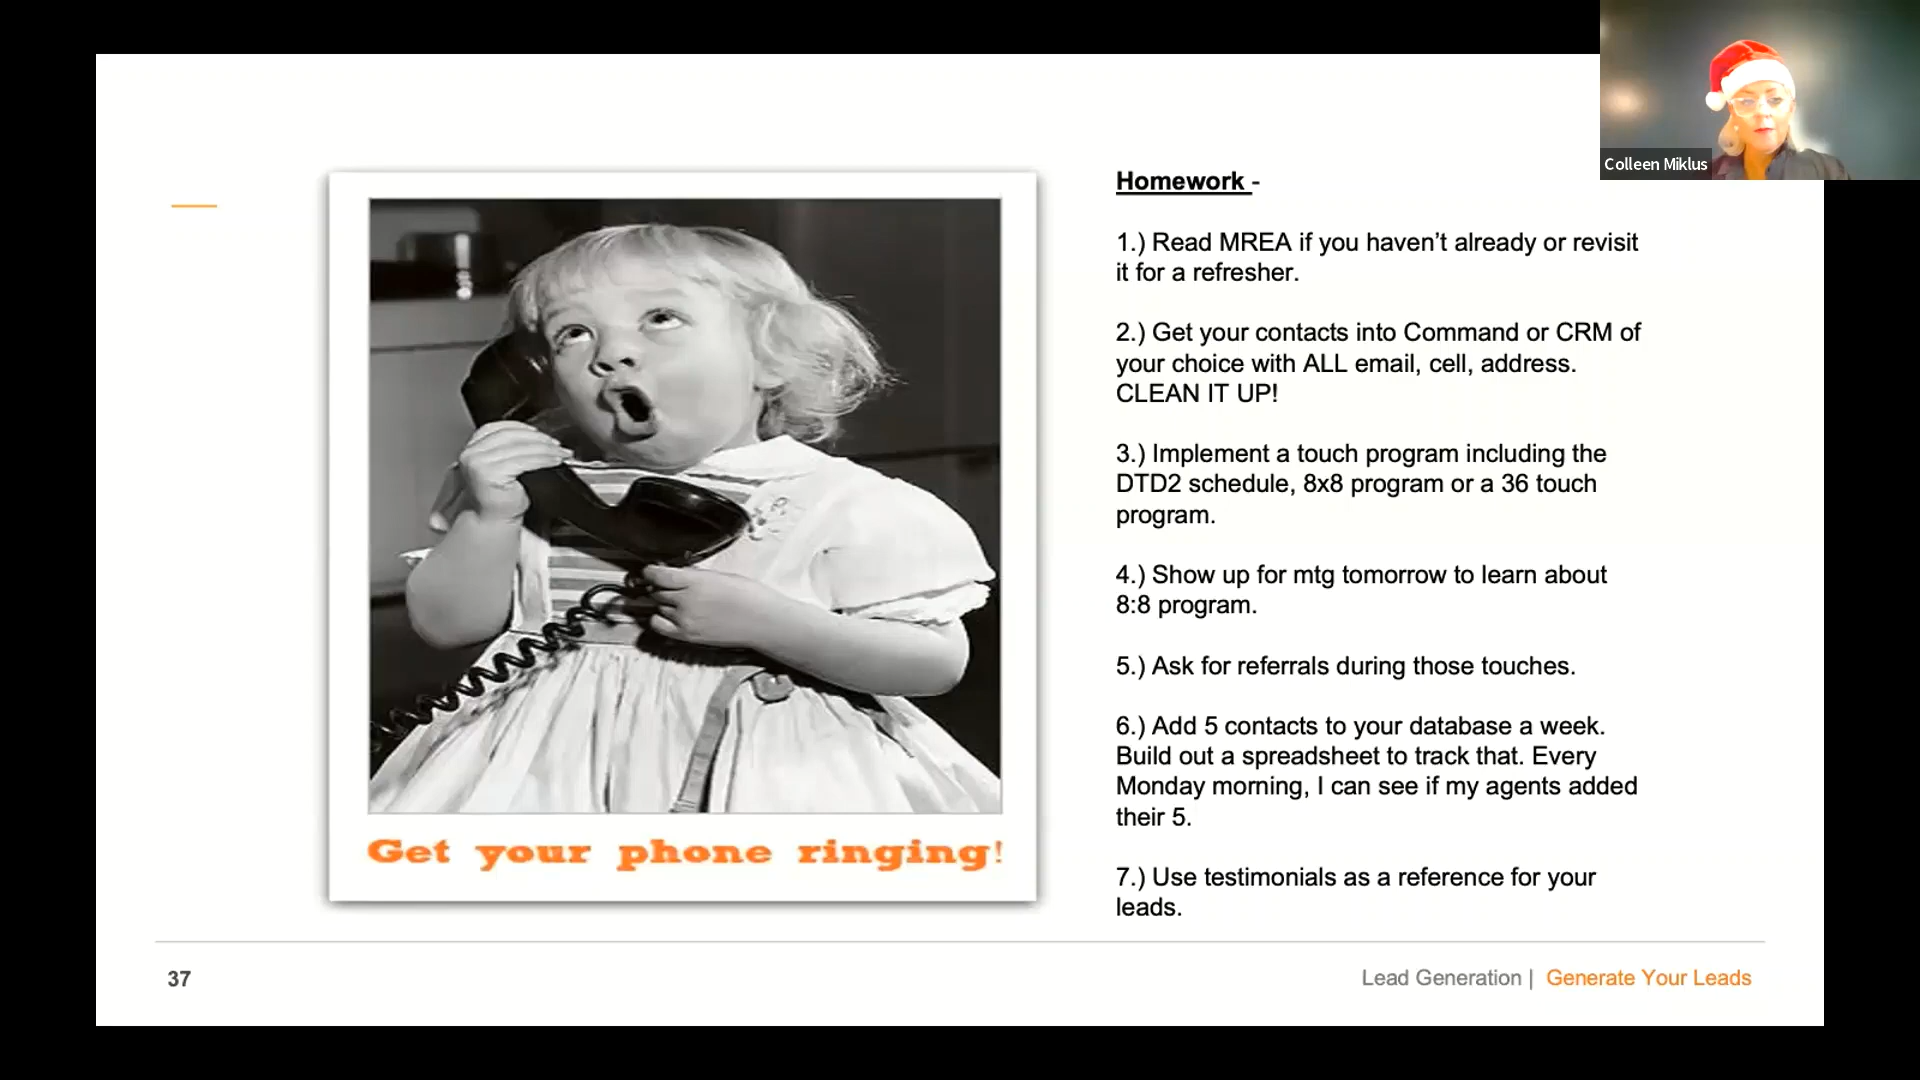 Colleen Miklus
Homework -
1.) Read MREA if you haven’t already or revisit
it for a refresher.
2.) Get your contacts into Command or CRM of
your choice with ALL email, cell, address.
CLEAN IT UP!
3.) Implement a touch program including the
DTD2 schedule, 8x8 program or a 36 touch
program.
4.) Show up for mtg tomorrow to learn about
8:8 program.
5.) Ask for referrals during those touches.
6.) Add 5 contacts to your database a week.
Build out a spreadsheet to track that. Every
Monday morning, I can see if my agents added
their 5.
7.) Use testimonials as a reference for your
leads.
Get your phone ringing!
37
Lead Generation | Generate Your Leads